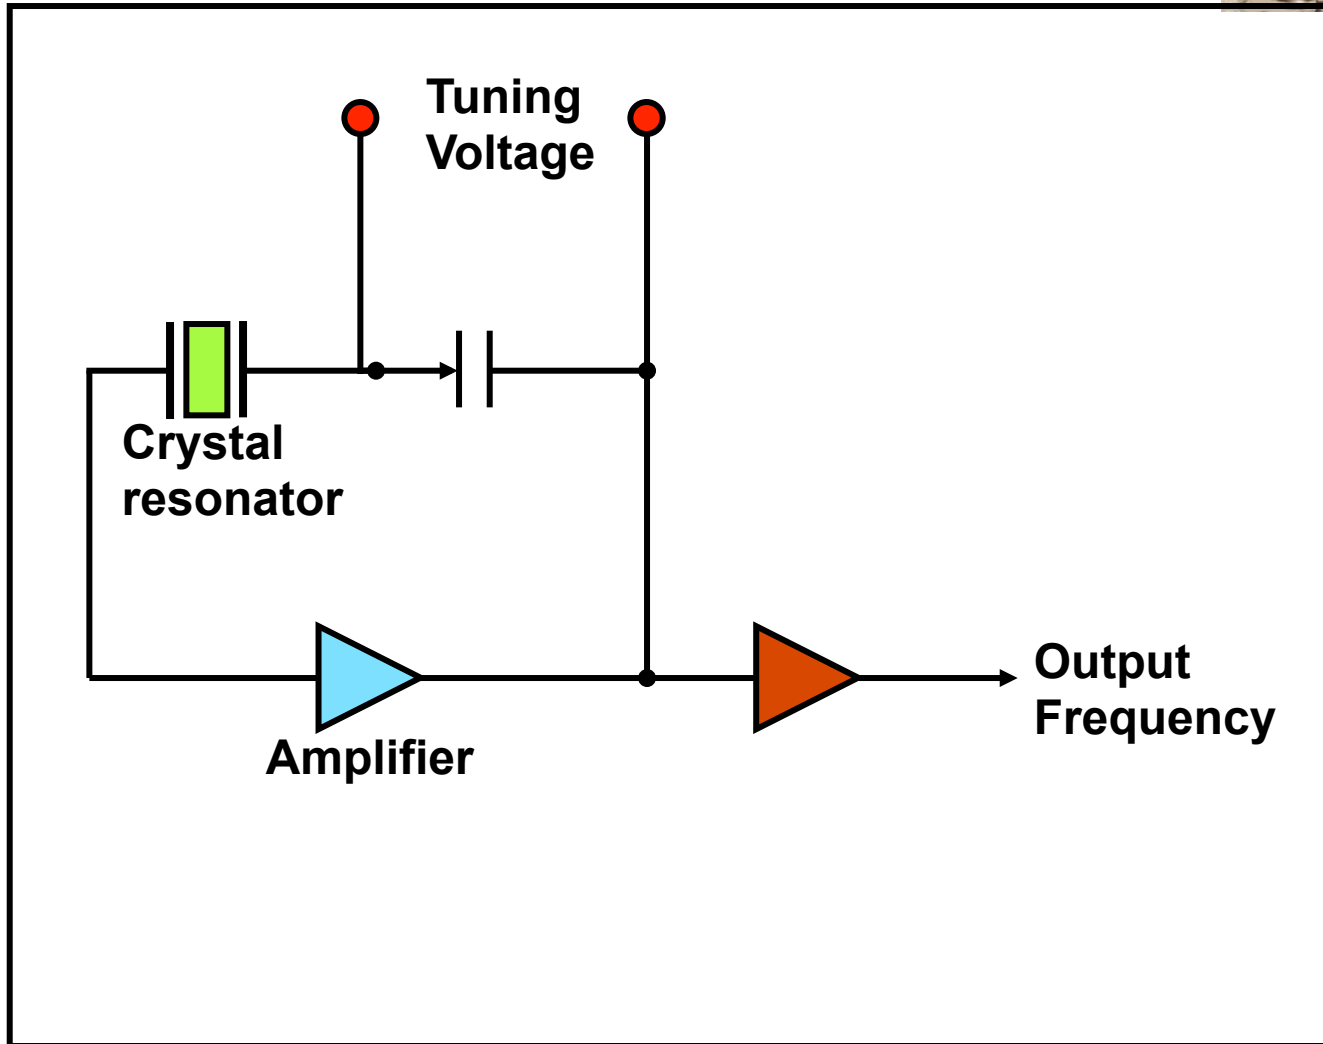 Tuning
Voltage
Crystal
resonator
Amplifier
Output
Frequency